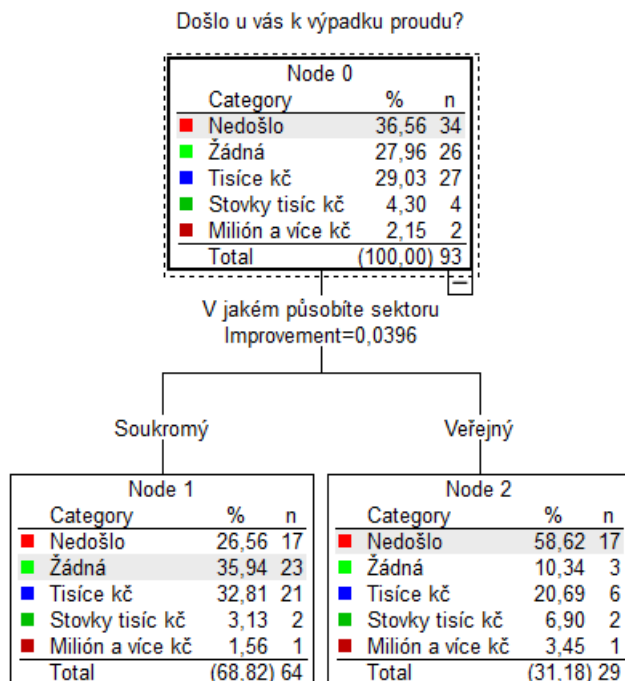 Došlo u vás k výpadku proudu?
Node 0
Category % n
Nedošlo 36,56 34
Žádná 27,96 26
Tisíce kč 29,03 27
Stovky tisíc kč 4,30 4
Milión a více kč 2,15 2
Total (100,00) 93
V jakém působíte sektoru
Improvement=0,0396
Soukromý
Veřejný
Node 1
Category % n
Nedošlo 26,56 17
Žádná 35,94 23
Tisíce kč 32,81 21
Stovky tisíc kč 3,13 2
Milión a více kč 1,56 1
Total (68,82) 64
Node 2
Category % n
Nedošlo 58,62 17
Žádná 10,34 3
Tisíce kč 20,69 6
Stovky tisíc kč 6,90 2
Milión a více kč 3,45 1
Total (31,18) 29